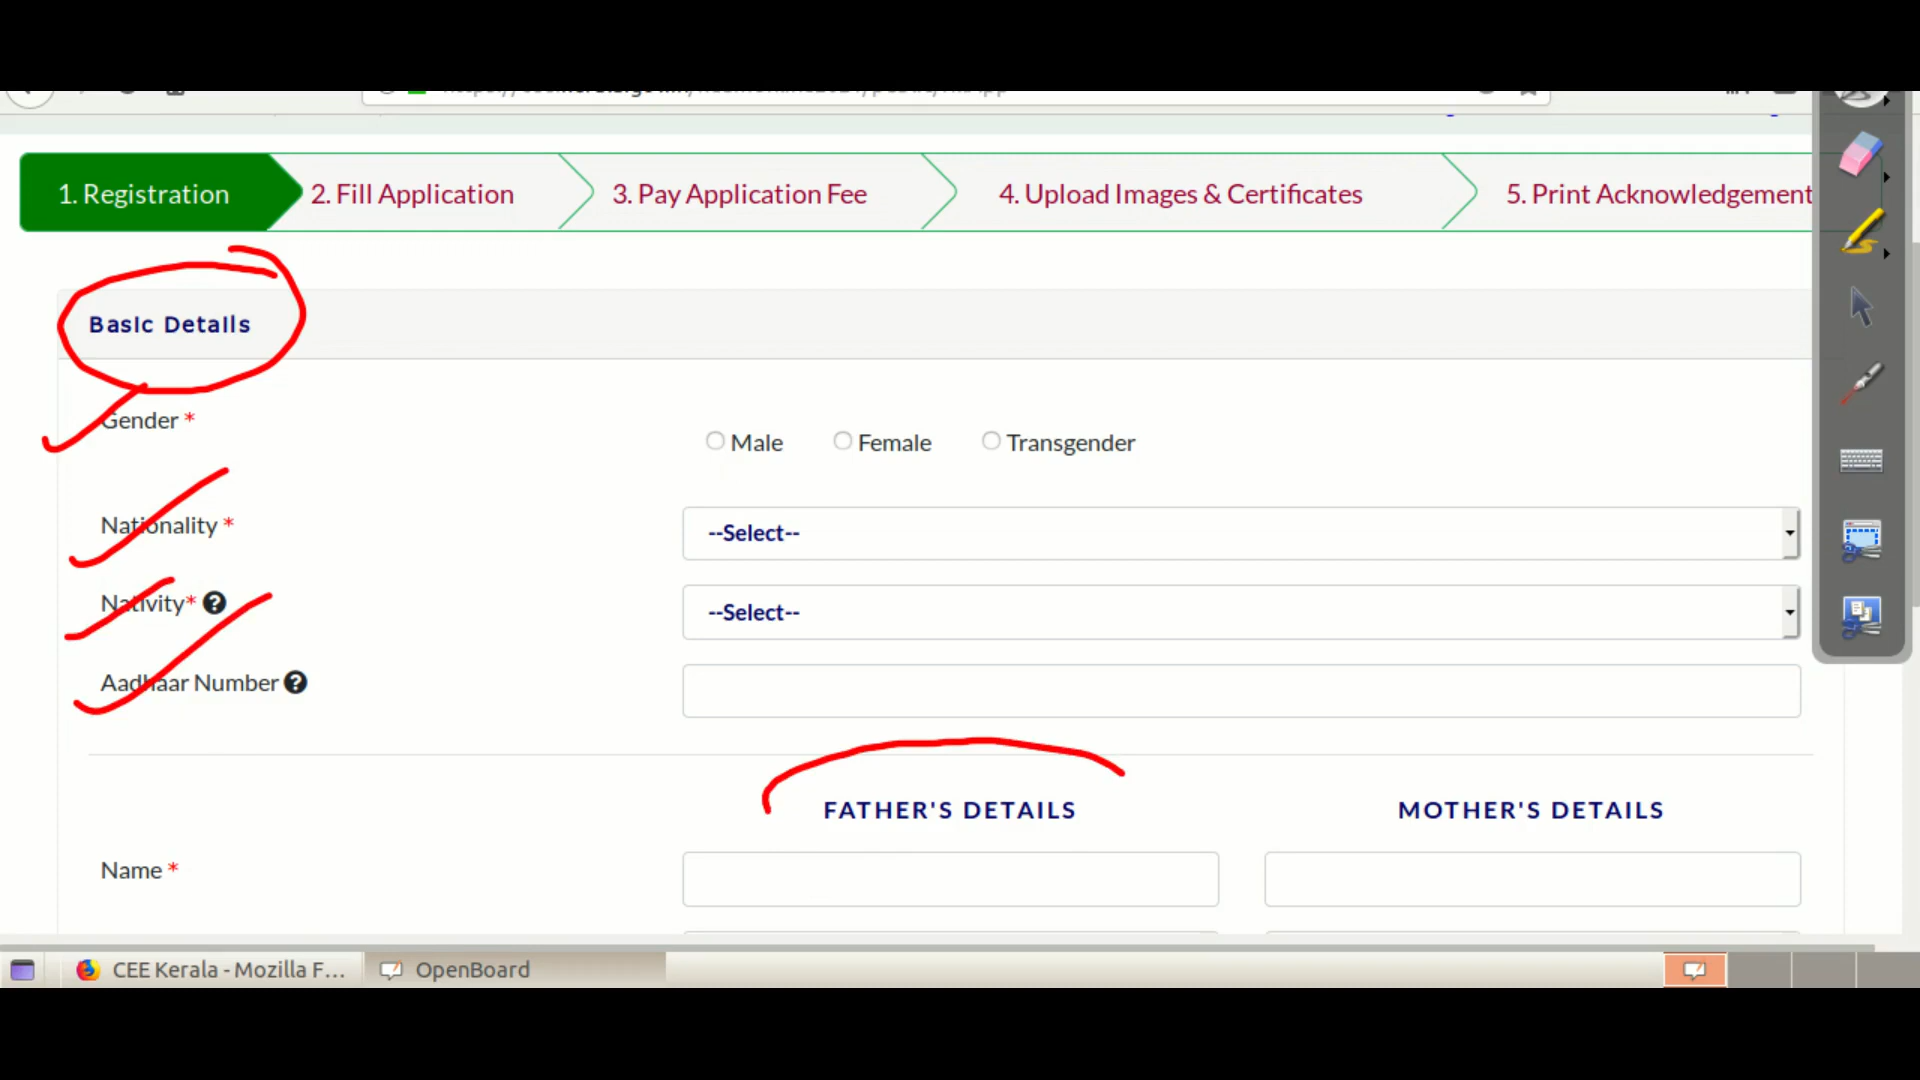 1. Registration
2. Fill Application
3. Pay Application Fee
4. Upload Images & Certificates
5. Print Acknowledgement
Basic Details
Gender *
Male
Female
Transgender
Nationality *
--Select--
Nativity* ?
--Select--
Aadhaar Number ?
FATHER'S DETAILS
MOTHER'S DETAILS
Name *
CEE Kerala - Mozilla F...
OpenBoard